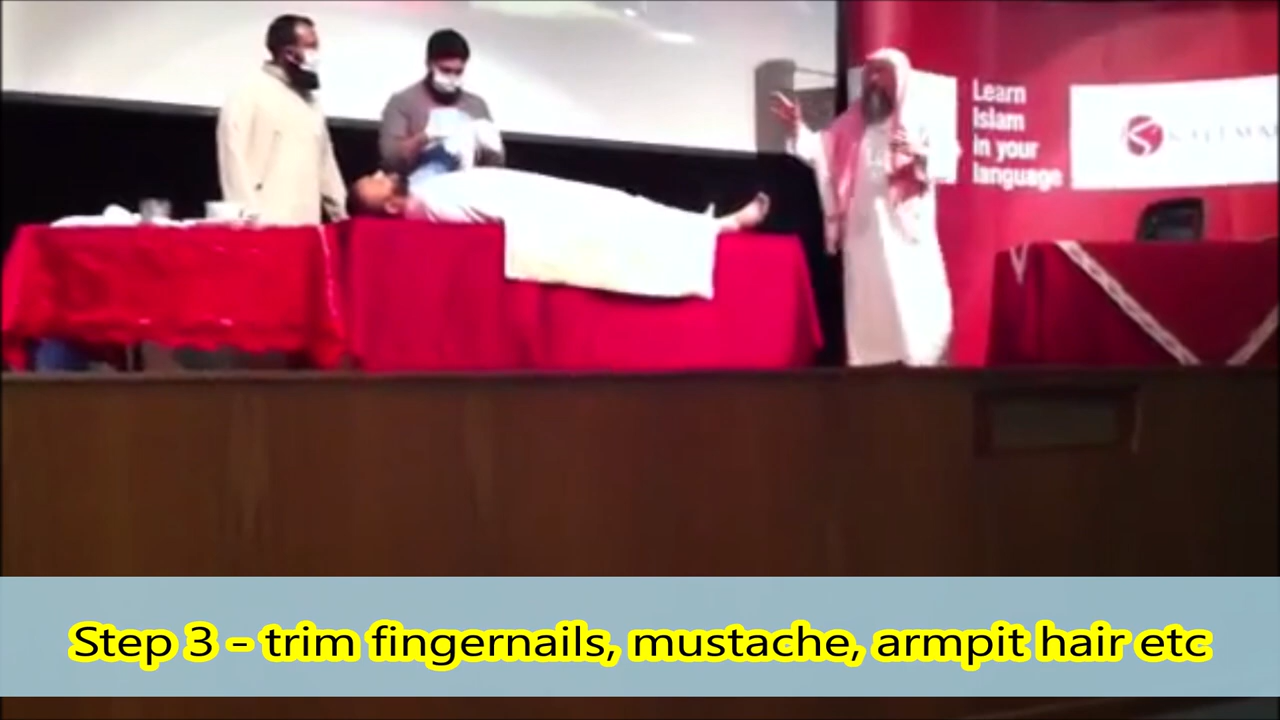 Learn
Islam
in your
language
Step 3 - trim fingernails, mustache, armpit hair etc